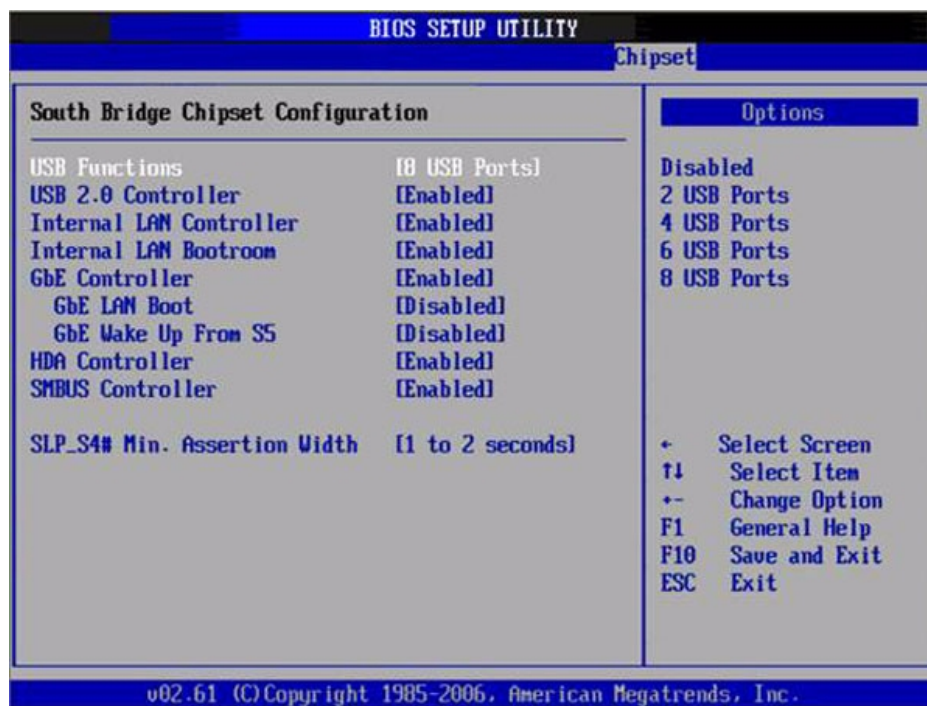 BIOS SETUP UTILITY
Chipset
South Bridge Chipset Configuration
USB Functions [8 USB Ports]
USB 2.0 Controller [Enabled]
Internal LAN Controller [Enabled]
Internal LAN Bootroom [Enabled]
GbE Controller [Enabled]
GbE LAN Boot [Disabled]
GbE Wake Up From S5 [Disabled]
HDA Controller [Enabled]
SMBUS Controller [Enabled]
SLP_S4# Min. Assertion Width [1 to 2 seconds]
Options
Disabled
2 USB Ports
4 USB Ports
6 USB Ports
8 USB Ports
← Select Screen
↑↓ Select Item
+- Change Option
F1 General Help
F10 Save and Exit
ESC Exit
v02.61 (C)Copyright 1985-2006, American Megatrends, Inc.